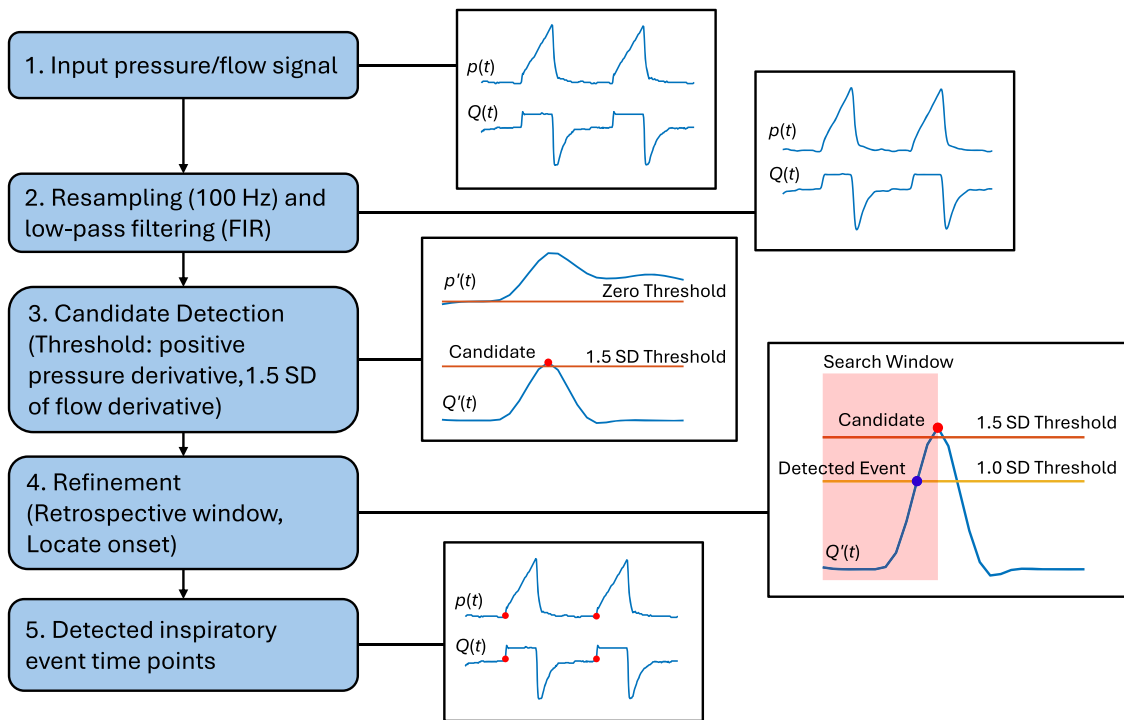 1. Input pressure/flow signal
p(t)
Q(t)
p(t)
Q(t)
2. Resampling (100 Hz) and
low-pass filtering (FIR)
3. Candidate Detection
(Threshold: positive
pressure derivative,1.5 SD
of flow derivative)
p'(t)
Zero Threshold
Candidate
1.5 SD Threshold
Q'(t)
Search Window
Candidate
1.5 SD Threshold
Detected Event
1.0 SD Threshold
Q'(t)
4. Refinement
(Retrospective window,
Locate onset)
5. Detected inspiratory
event time points
p(t)
Q(t)